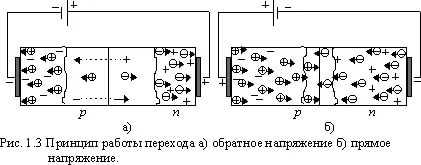 p n p n
а) б)
Рис. 1.3 Принцип работы перехода а) обратное напряжение б) прямое
напряжение.